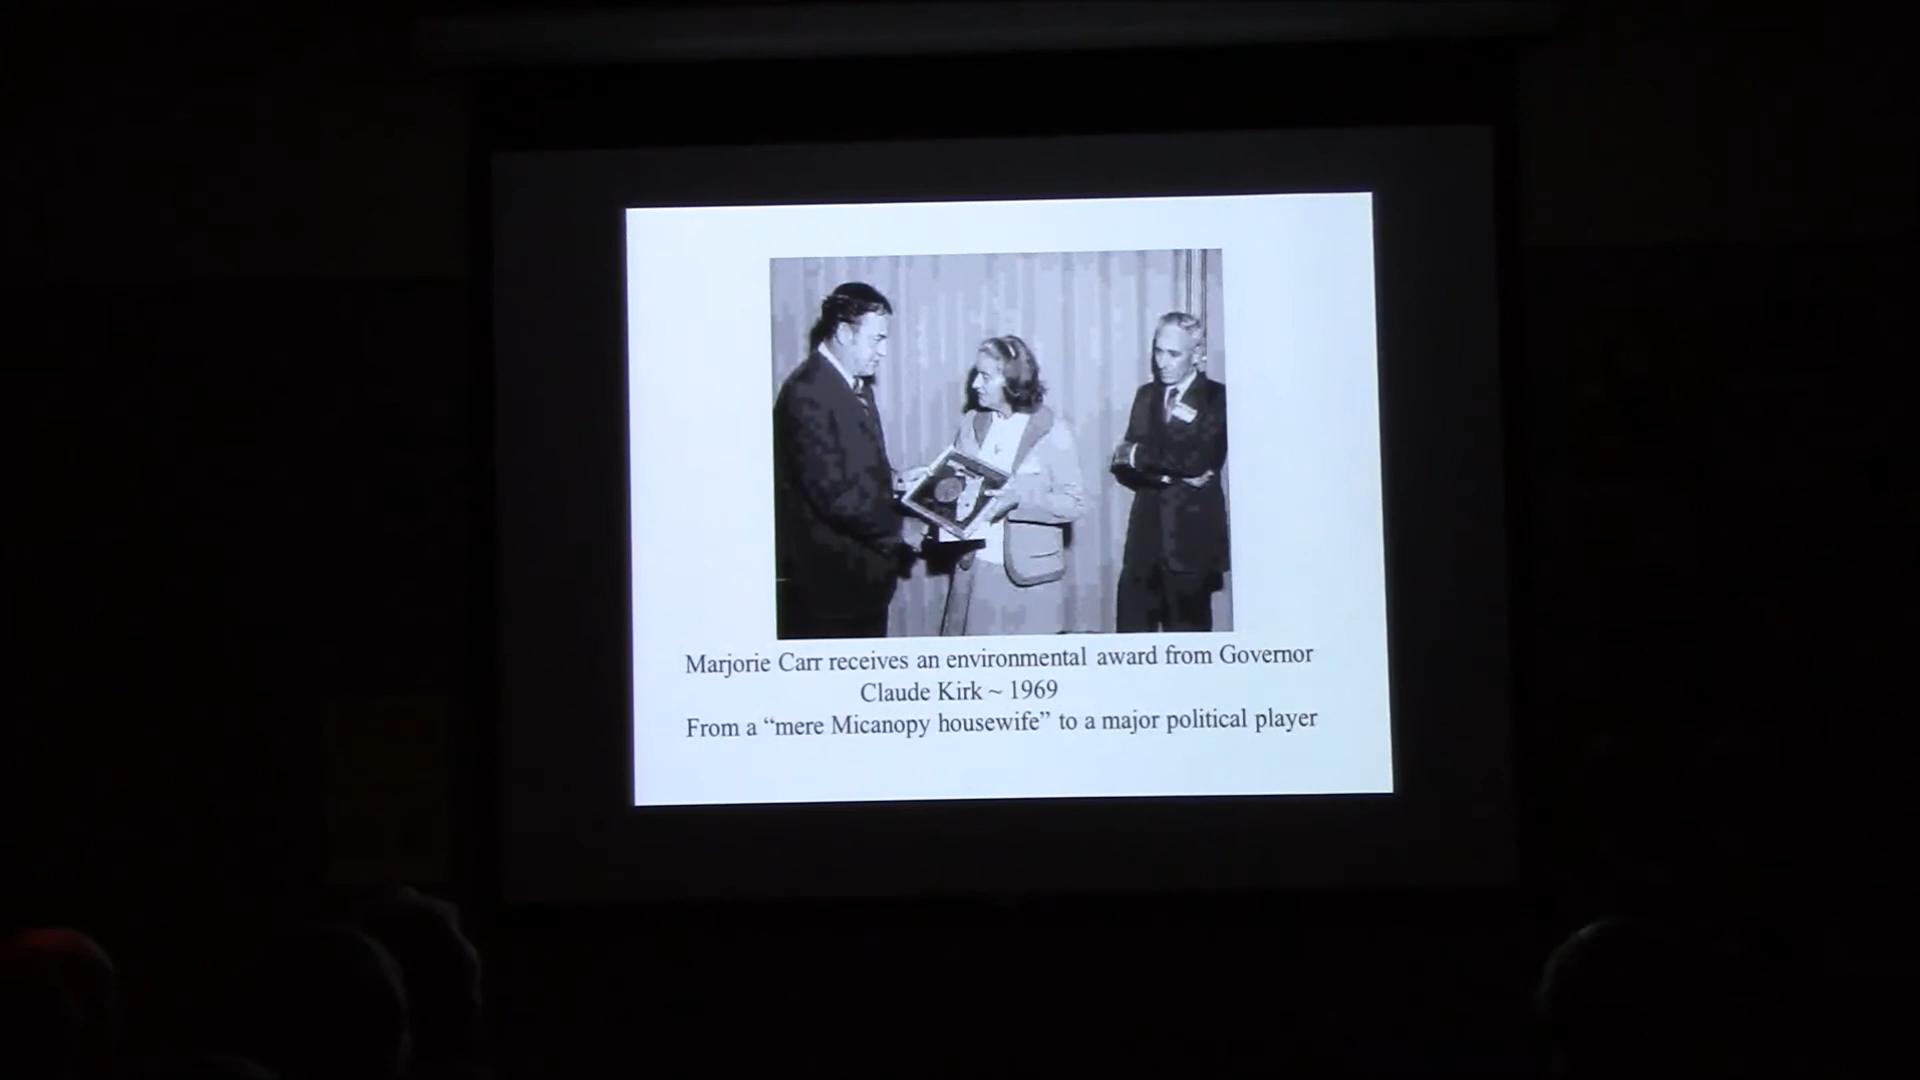 Marjorie Carr receives an environmental award from Governor
Claude Kirk ~ 1969
From a “mere Micanopy housewife” to a major political player